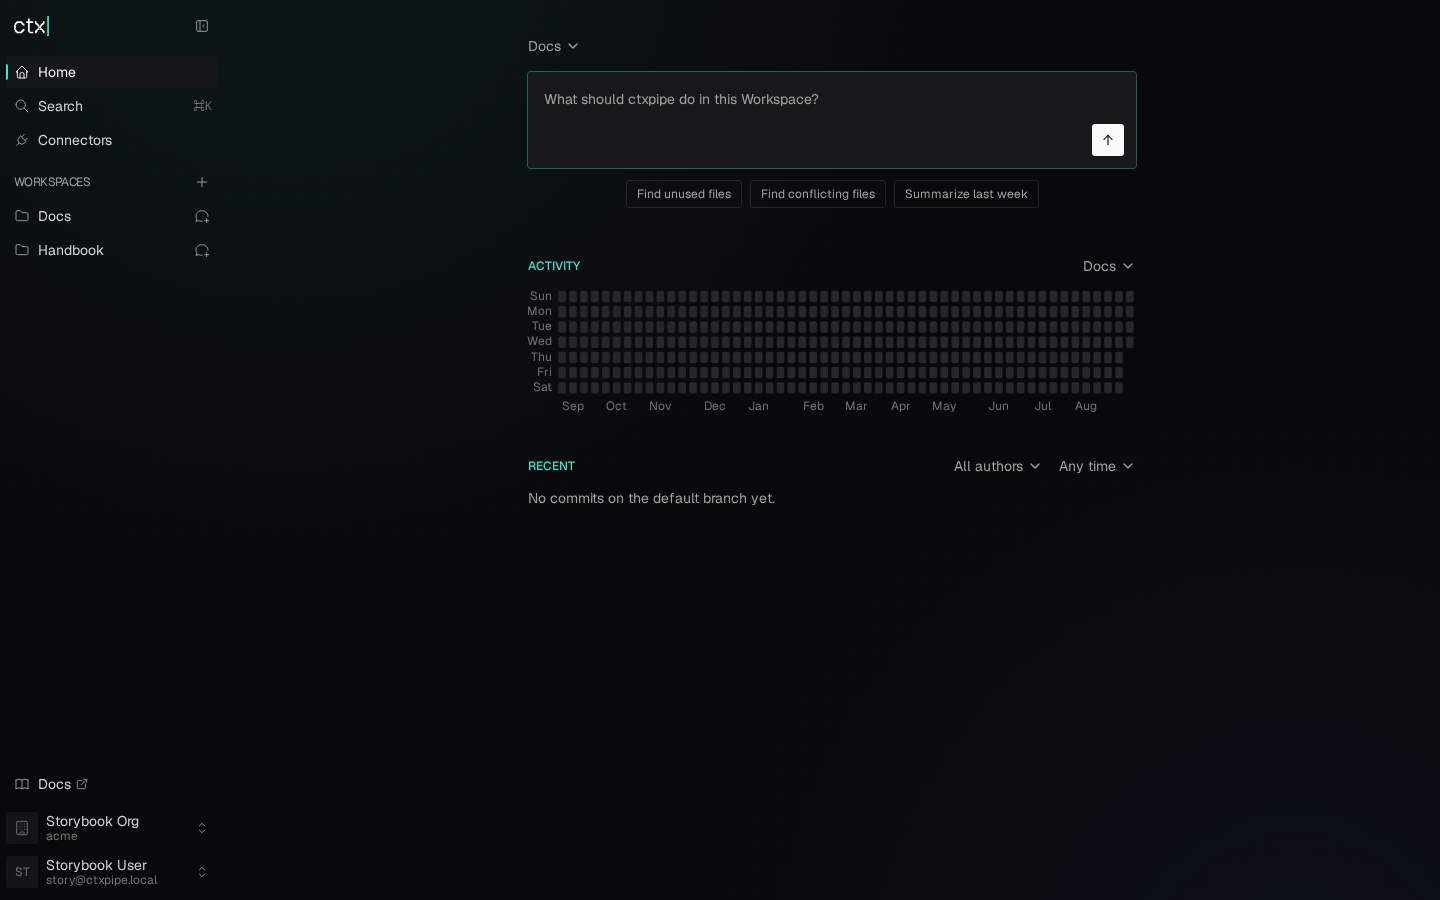 ctx
Home
Search ⌘K
Connectors
WORKSPACES
Docs
Handbook
Docs
Storybook Org
acme
ST
Storybook User
story@ctxpipe.local
Docs
What should ctxpipe do in this Workspace?
Find unused files
Find conflicting files
Summarize last week
ACTIVITY
Docs
Sun
Mon
Tue
Wed
Thu
Fri
Sat
Sep Oct Nov Dec Jan Feb Mar Apr May Jun Jul Aug
RECENT
All authors
Any time
No commits on the default branch yet.